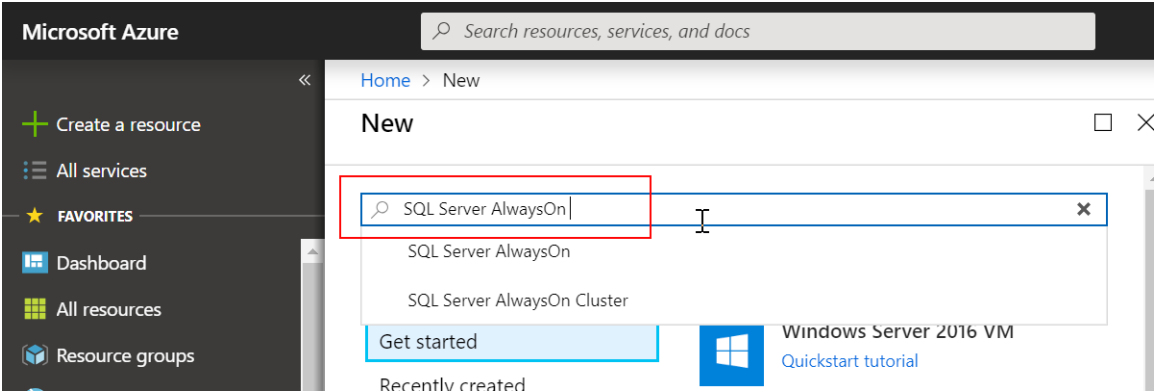 Microsoft Azure
Search resources, services, and docs
«
Home > New
Create a resource
New
All services
FAVORITES
SQL Server AlwaysOn
Dashboard
SQL Server AlwaysOn
All resources
SQL Server AlwaysOn Cluster
Resource groups
Get started
Windows Server 2016 VM
Quickstart tutorial
Recently created